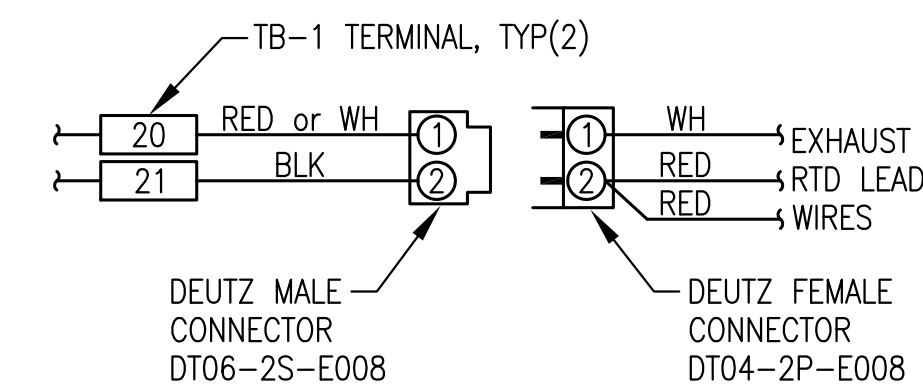 TB-1 TERMINAL, TYP(2)
20
RED or WH
1
21
BLK
2
1
WH
EXHAUST
2
RED
RTD LEAD
RED
WIRES
DEUTZ MALE
CONNECTOR
DT06-2S-E008
DEUTZ FEMALE
CONNECTOR
DT04-2P-E008